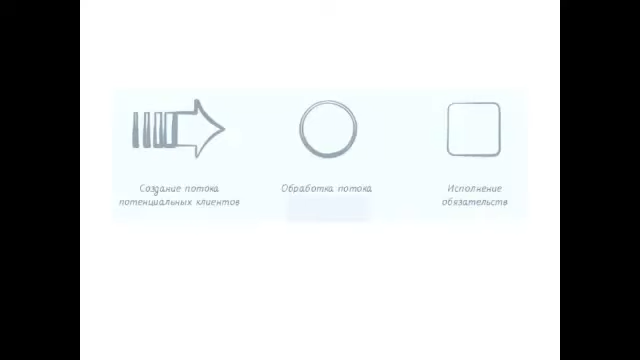 Создание потока
потенциальных клиентов
Обработка потока
Исполнение
обязательств